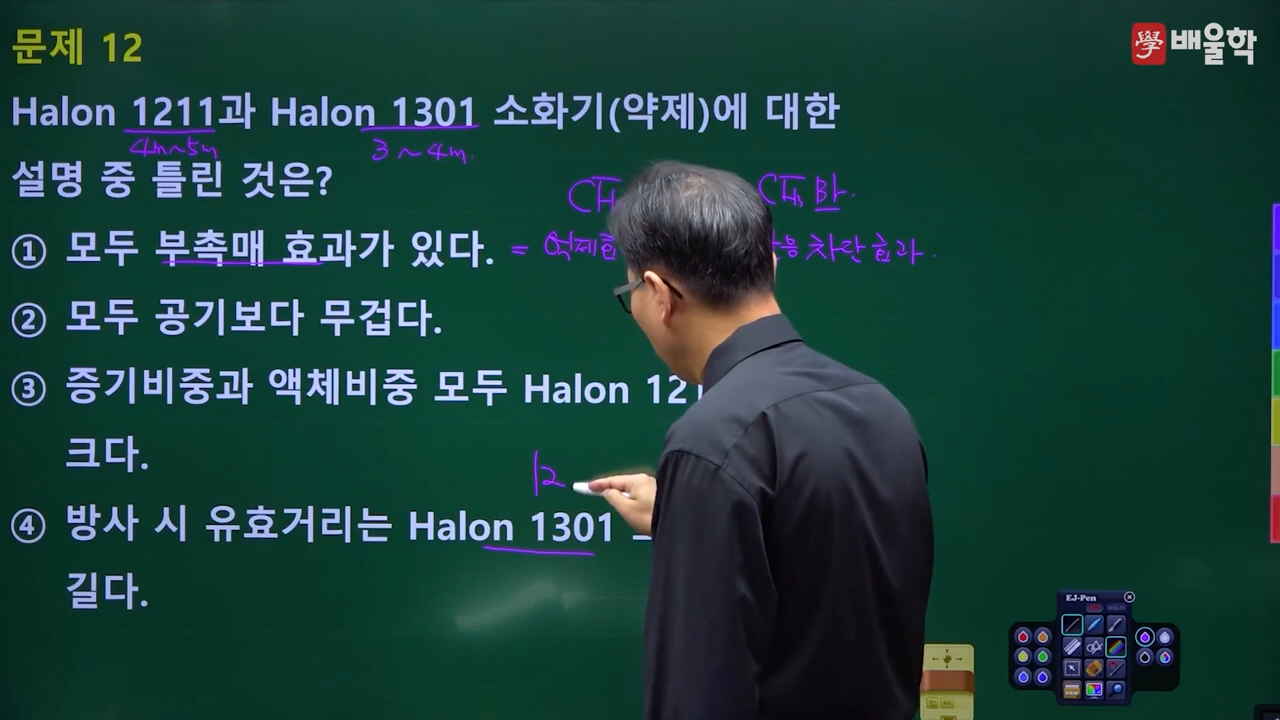 문제 12
學 배울학
Halon 1211과 Halon 1301 소화기(약제)에 대한
4m~5m 3~4m.
설명 중 틀린 것은?
CH₃ Br.
① 모두 부촉매 효과가 있다. = 억제효 차단 효과.
② 모두 공기보다 무겁다.
③ 증기비중과 액체비중 모두 Halon 121
크다.
12
④ 방사 시 유효거리는 Halon 1301
길다.
EJ-Pen